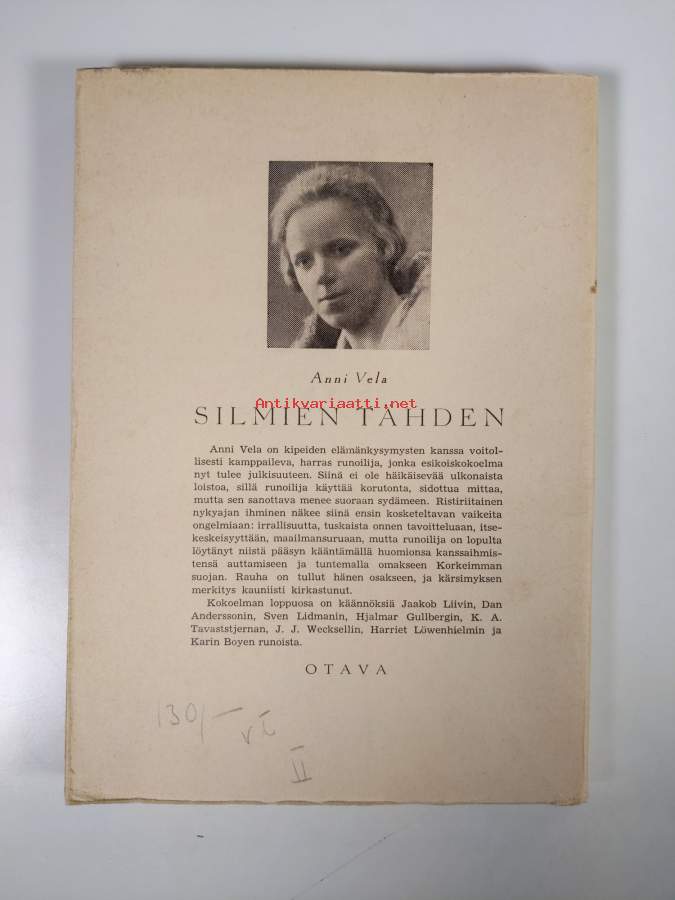 Anni Vela
Antikvariaatti.net
SILMIEN TÄHDEN
Anni Vela on kipeiden elämänkysymysten kanssa voitol-
lisesti kamppaileva, harras runoilija, jonka esikoiskokoelma
nyt tulee julkisuuteen. Siinä ei ole häikäisevää ulkonaista
loistoa, sillä runoilija käyttää korutonta, sidottua mittaa,
mutta sen sanottava menee suoraan sydämeen. Ristiriitainen
nykyajan ihminen näkee siinä ensin kosketeltavan vaikeita
ongelmiaan: irrallisuutta, tuskaista onnen tavoitteluaan, itse-
keskeisyyttään, maailmansuruaan, mutta runoilija on lopulta
löytänyt niistä pääsyn kääntämällä huomionsa kanssaihmis-
tensä auttamiseen ja tuntemalla omakseen Korkeimman
suojan. Rauha on tullut hänen osakseen, ja kärsimyksen
merkitys kauniisti kirkastunut.
Kokoelman loppuosa on käännöksiä Jaakob Liivin, Dan
Anderssonin, Sven Lidmanin, Hjalmar Gullbergin, K. A.
Tavaststjernan, J. J. Wecksellin, Harriet Löwenhielmin ja
Karin Boyen runoista.
OTAVA
130/—
II